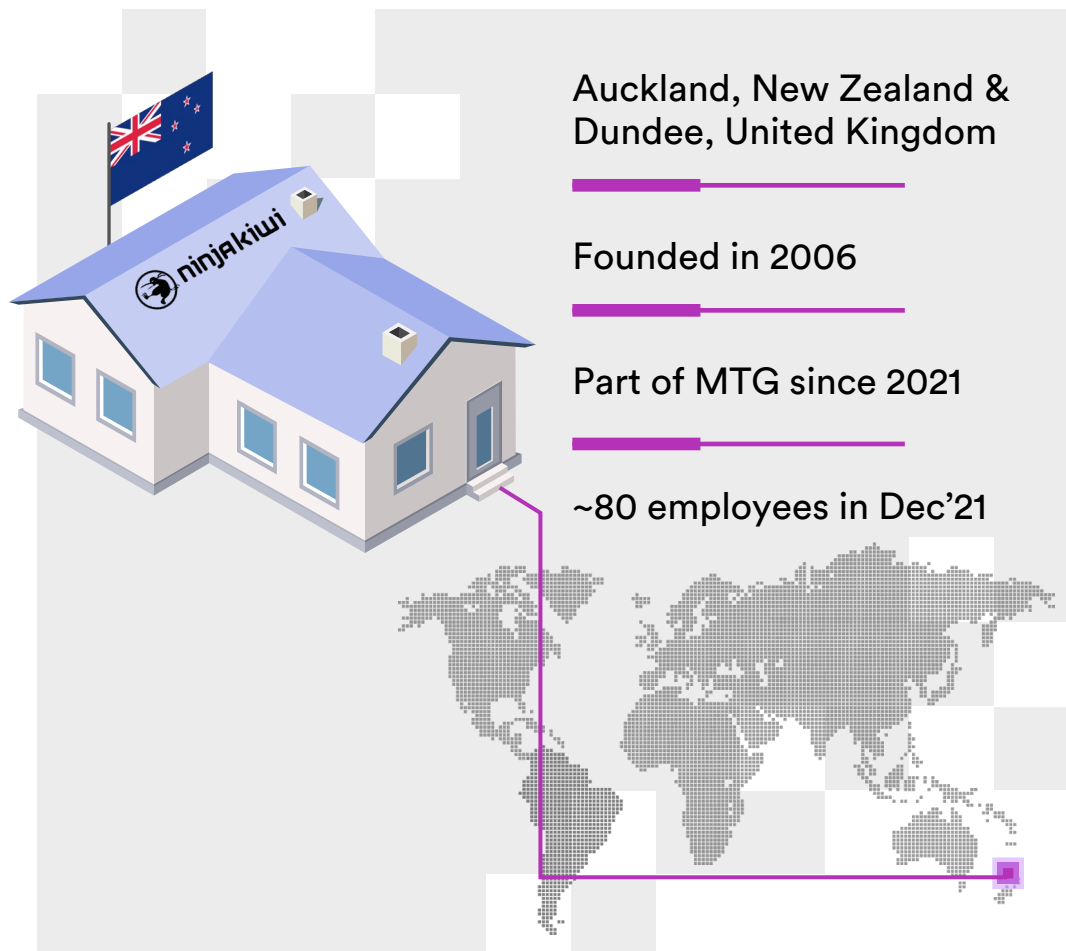 ninjakiwi
Auckland, New Zealand &
Dundee, United Kingdom
Founded in 2006
Part of MTG since 2021
~80 employees in Dec’21